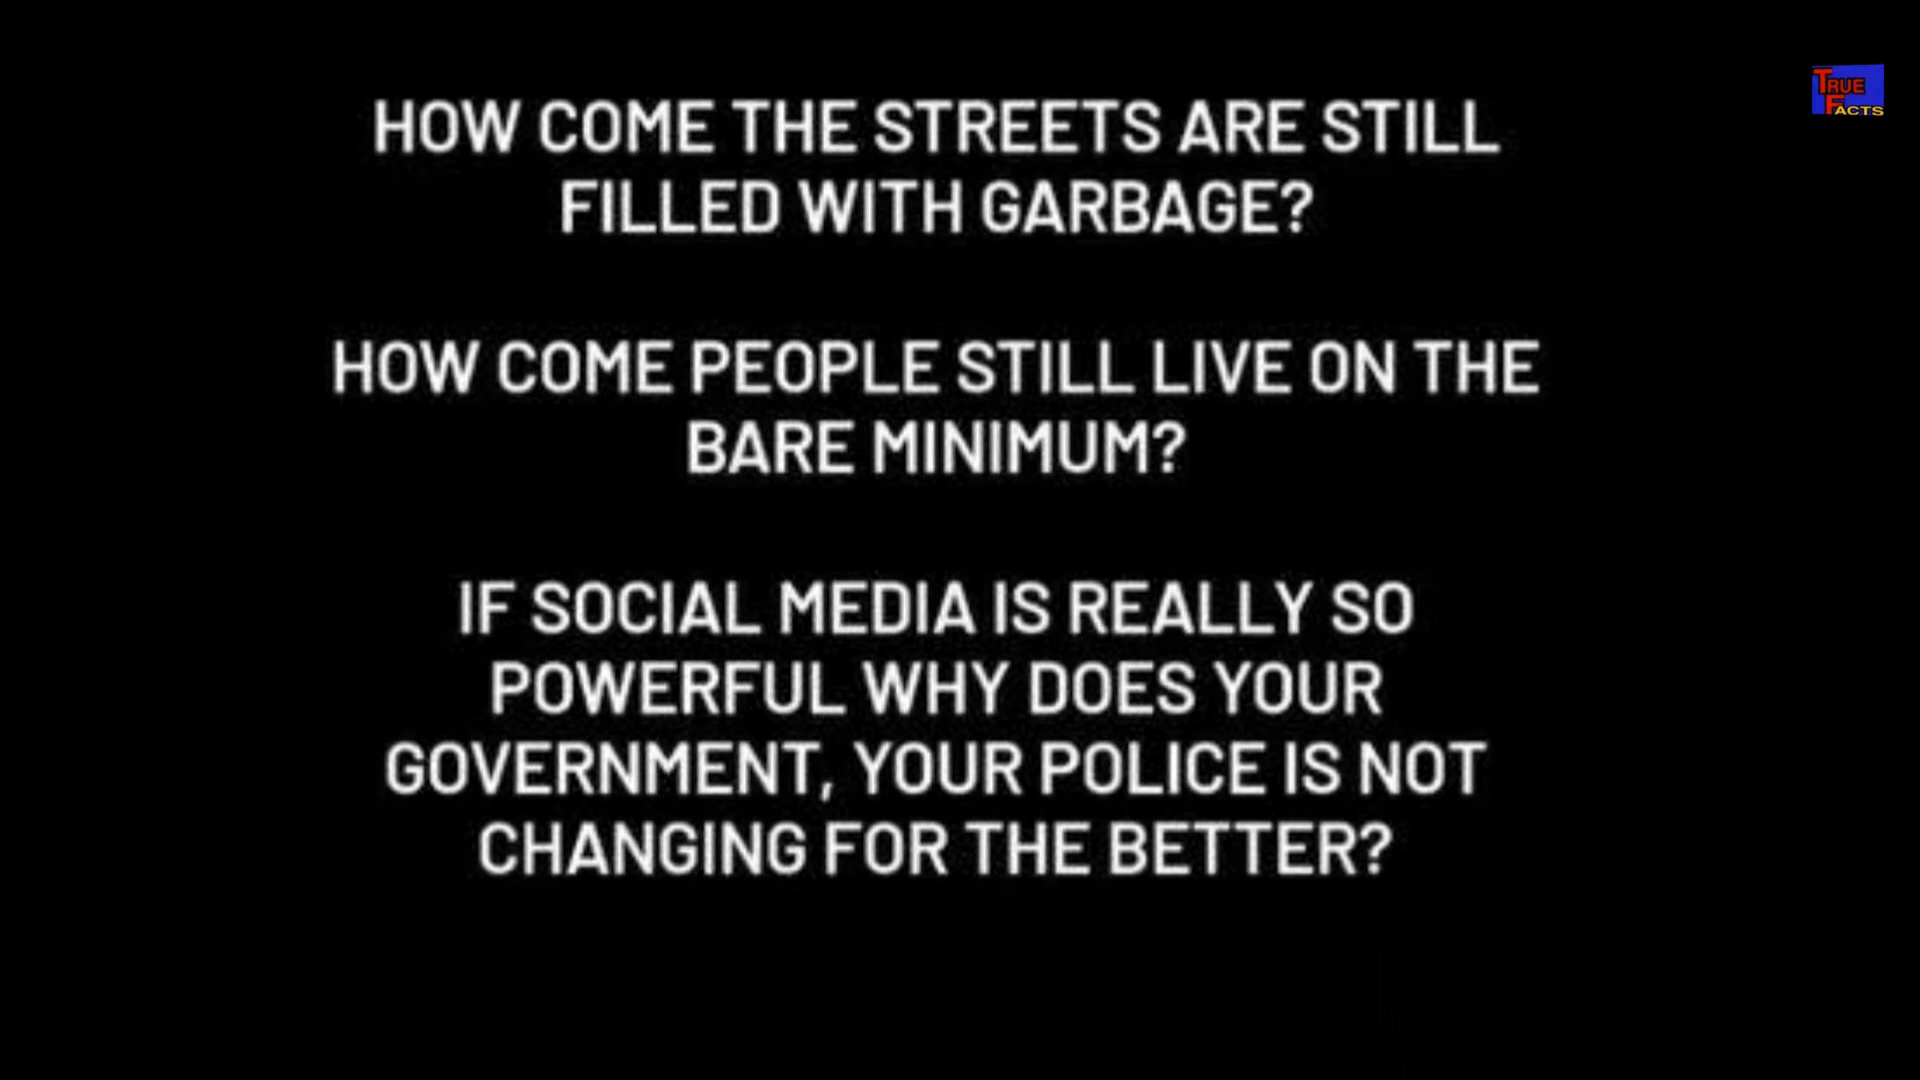 TRUE
FACTS
HOW COME THE STREETS ARE STILL
FILLED WITH GARBAGE?
HOW COME PEOPLE STILL LIVE ON THE
BARE MINIMUM?
IF SOCIAL MEDIA IS REALLY SO
POWERFUL WHY DOES YOUR
GOVERNMENT, YOUR POLICE IS NOT
CHANGING FOR THE BETTER?